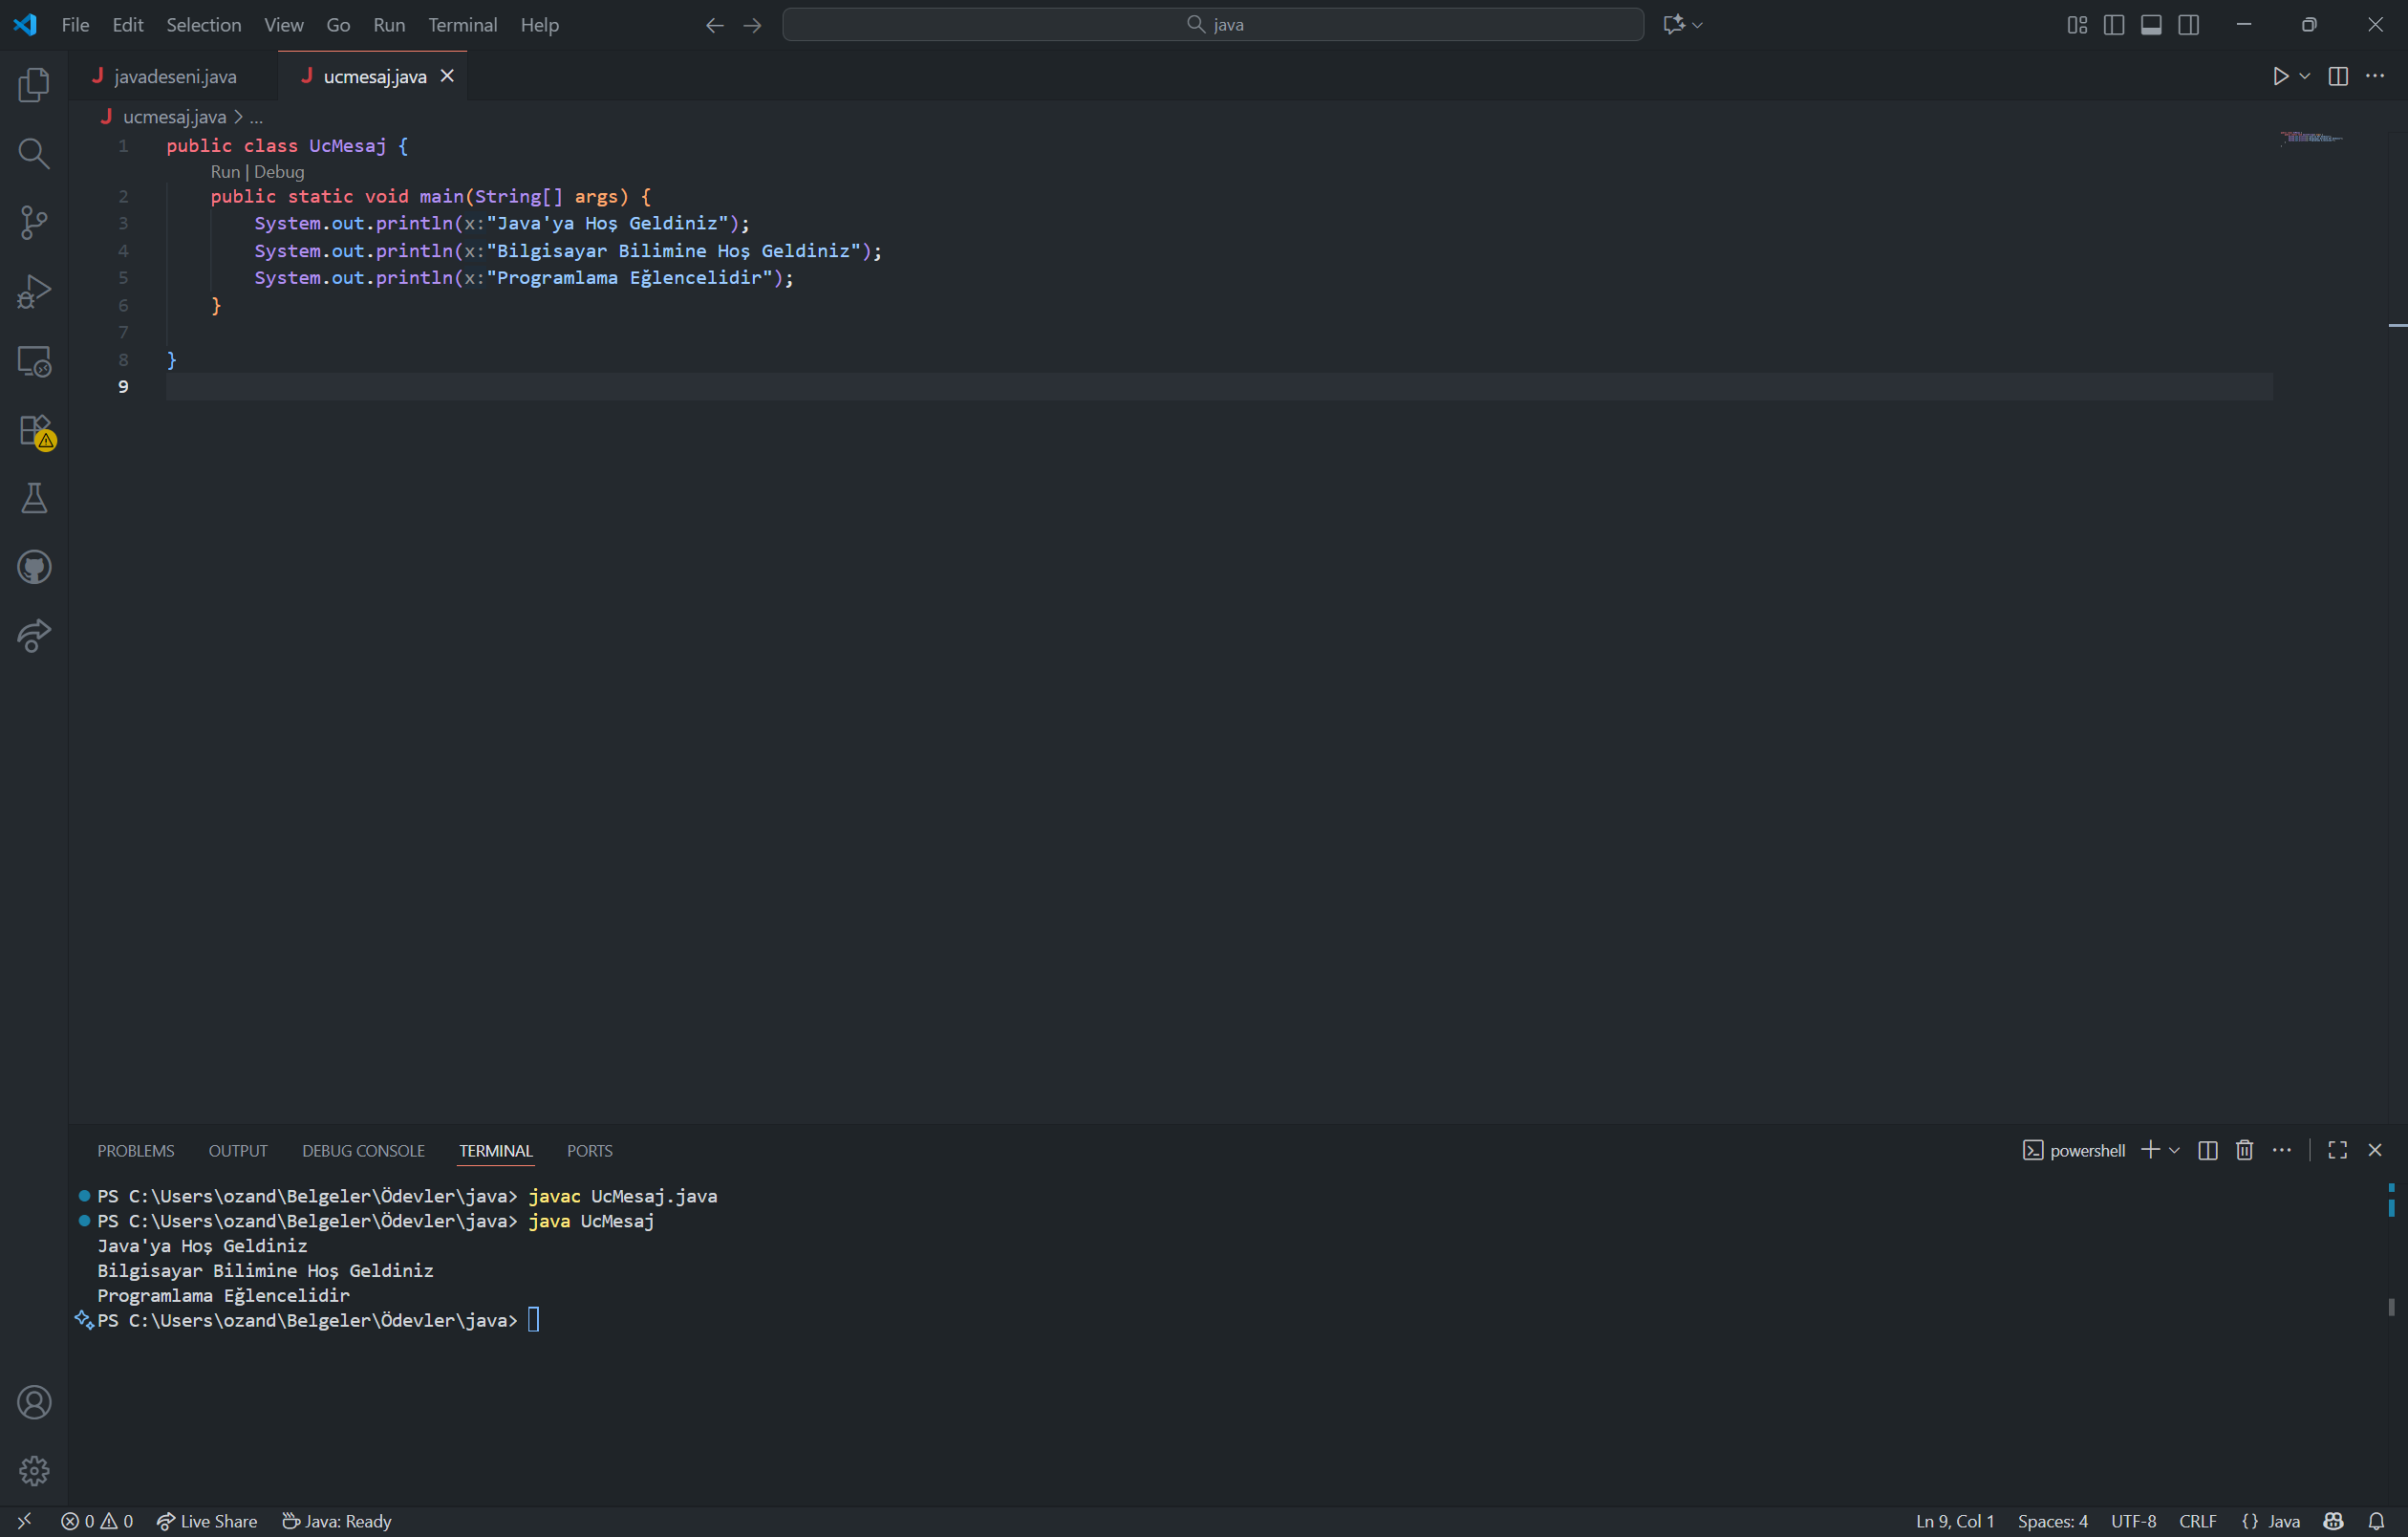 File Edit Selection View Go Run Terminal Help java
javadeseni.java ucmesaj.java
ucmesaj.java > ...
1 public class UcMesaj {
Run | Debug
2 public static void main(String[] args) {
3 System.out.println(x:"Java'ya Hoş Geldiniz");
4 System.out.println(x:"Bilgisayar Bilimine Hoş Geldiniz");
5 System.out.println(x:"Programlama Eğlencelidir");
6 }
7
8 }
9
PROBLEMS OUTPUT DEBUG CONSOLE TERMINAL PORTS powershell
PS C:\Users\ozand\Belgeler\Ödevler\java> javac UcMesaj.java
PS C:\Users\ozand\Belgeler\Ödevler\java> java UcMesaj
Java'ya Hoş Geldiniz
Bilgisayar Bilimine Hoş Geldiniz
Programlama Eğlencelidir
PS C:\Users\ozand\Belgeler\Ödevler\java>
0 0 Live Share Java: Ready Ln 9, Col 1 Spaces: 4 UTF-8 CRLF {} Java